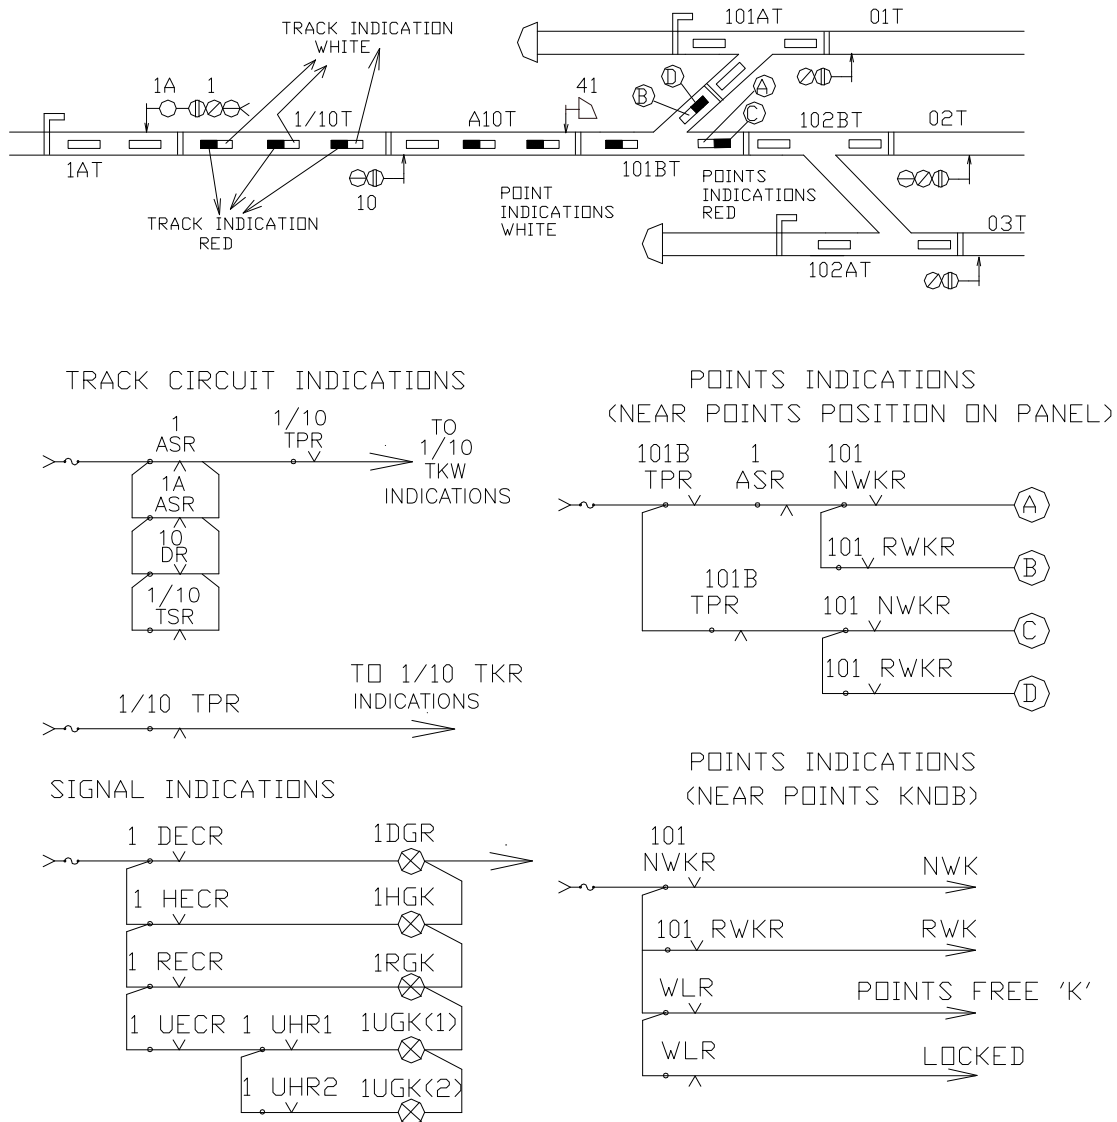 TRACK INDICATION
WHITE
101AT
01T
1A
1
1/10T
A10T
41
D
B
A
C
102BT
02T
1AT
101BT
10
TRACK INDICATION
RED
POINT
INDICATIONS
WHITE
POINTS
INDICATIONS
RED
03T
102AT
TRACK CIRCUIT INDICATIONS
1
ASR
1/10
TPR
TO
1/10
TKW
INDICATIONS
1A
ASR
10
DR
1/10
TSR
1/10 TPR
TO 1/10 TKR
INDICATIONS
POINTS INDICATIONS
(NEAR POINTS POSITION ON PANEL)
101B
TPR
1
ASR
101
NWKR
A
101 RWKR
B
101B
TPR
101 NWKR
C
101 RWKR
D
SIGNAL INDICATIONS
1 DECR
1DGR
1 HECR
1HGK
1 RECR
1RGK
1 UECR
1 UHR1
1UGK(1)
1 UHR2
1UGK(2)
POINTS INDICATIONS
(NEAR POINTS KNOB)
101
NWKR
NWK
101 RWKR
RWK
WLR
POINTS FREE 'K'
WLR
LOCKED